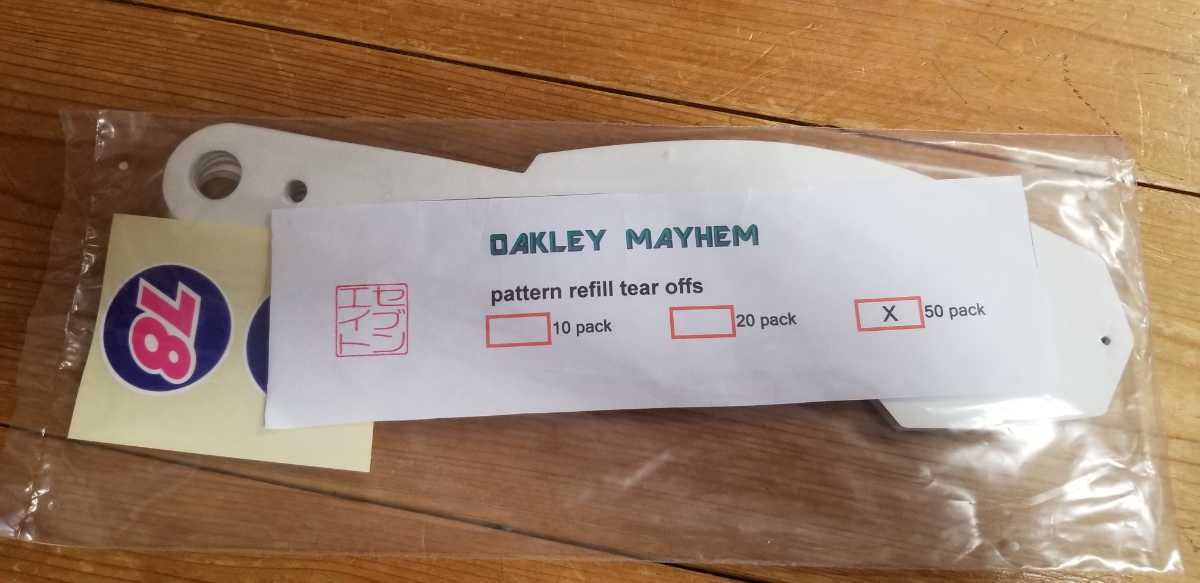 OAKLEY MAYHEM
pattern refill tear offs
10 pack
20 pack
X 50 pack
セブン
エイト
78